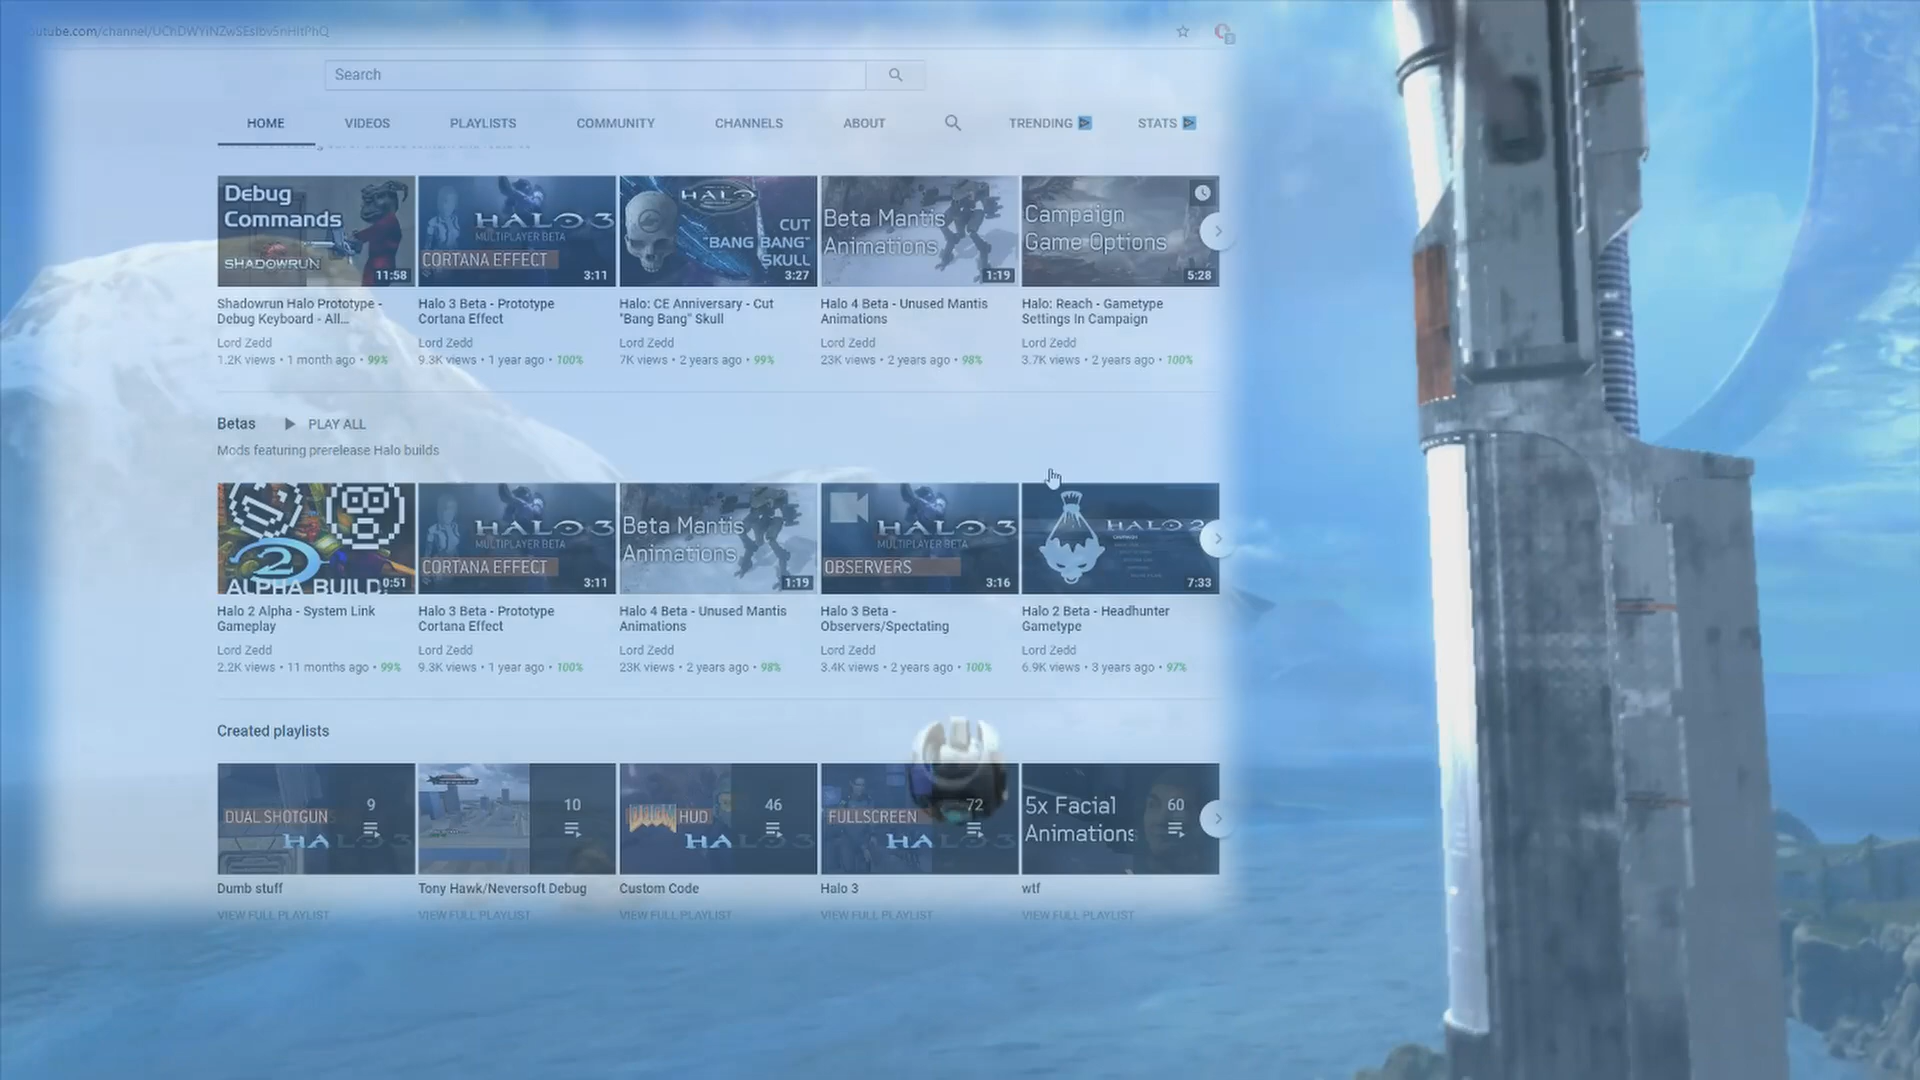 utube.com/channel/UChDWYiNZwSEsIbv5nHitPhQ
Search
HOME VIDEOS PLAYLISTS COMMUNITY CHANNELS ABOUT TRENDING STATS
Debug
Commands
SHADOWRUN
11:58
HALO 3
MULTIPLAYER BETA
CORTANA EFFECT
3:11
HALO
CUT
"BANG BANG"
SKULL
3:27
Beta Mantis
Animations
1:19
Campaign
Game Options
5:28
Shadowrun Halo Prototype -
Debug Keyboard - All...
Lord Zedd
1.2K views • 1 month ago • 99%
Halo 3 Beta - Prototype
Cortana Effect
Lord Zedd
9.3K views • 1 year ago • 100%
Halo: CE Anniversary - Cut
"Bang Bang" Skull
Lord Zedd
7K views • 2 years ago • 99%
Halo 4 Beta - Unused Mantis
Animations
Lord Zedd
23K views • 2 years ago • 98%
Halo: Reach - Gametype
Settings In Campaign
Lord Zedd
3.7K views • 2 years ago • 100%
Betas PLAY ALL
Mods featuring prerelease Halo builds
2
ALPHA BUILD
0:51
HALO 3
MULTIPLAYER BETA
CORTANA EFFECT
3:11
Beta Mantis
Animations
1:19
HALO 3
MULTIPLAYER BETA
OBSERVERS
3:16
HALO 2
7:33
Halo 2 Alpha - System Link
Gameplay
Lord Zedd
2.2K views • 11 months ago • 99%
Halo 3 Beta - Prototype
Cortana Effect
Lord Zedd
9.3K views • 1 year ago • 100%
Halo 4 Beta - Unused Mantis
Animations
Lord Zedd
23K views • 2 years ago • 98%
Halo 3 Beta -
Observers/Spectating
Lord Zedd
3.4K views • 2 years ago • 100%
Halo 2 Beta - Headhunter
Gametype
Lord Zedd
6.9K views • 3 years ago • 97%
Created playlists
DUAL SHOTGUN
HALO 3
9
10
DOOM HUD
HALO 3
46
FULLSCREEN
HALO 3
72
5x Facial
Animations
60
Dumb stuff
VIEW FULL PLAYLIST
Tony Hawk/Neversoft Debug
VIEW FULL PLAYLIST
Custom Code
VIEW FULL PLAYLIST
Halo 3
VIEW FULL PLAYLIST
wtf
VIEW FULL PLAYLIST